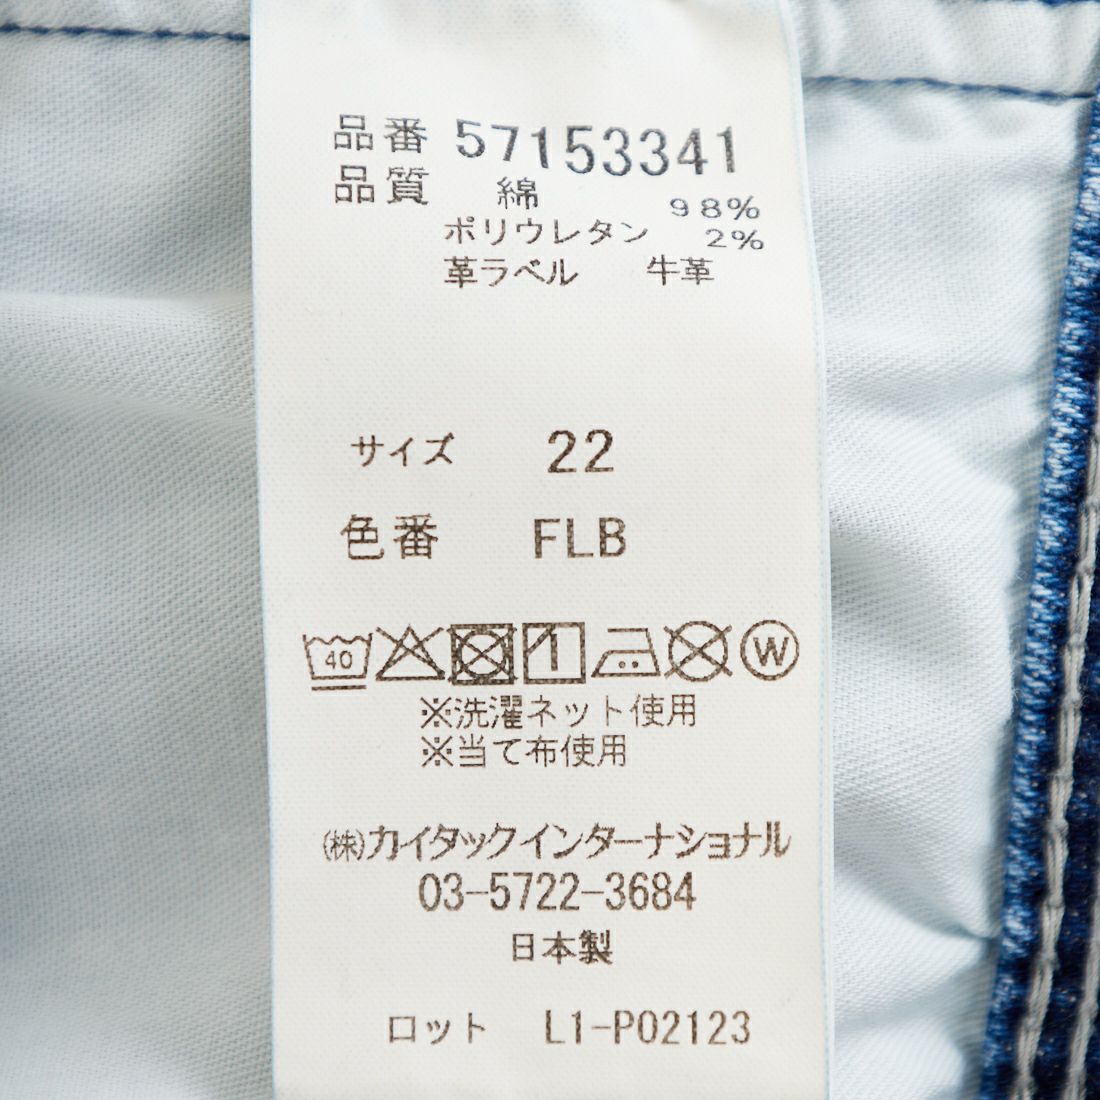 品番 57153341
品質 綿 98%
ポリウレタン 2%
革ラベル 牛革
サイズ 22
色番 FLB
40 1 W
※洗濯ネット使用
※当て布使用
㈱カイタックインターナショナル
03-5722-3684
日本製
ロット L1-P02123